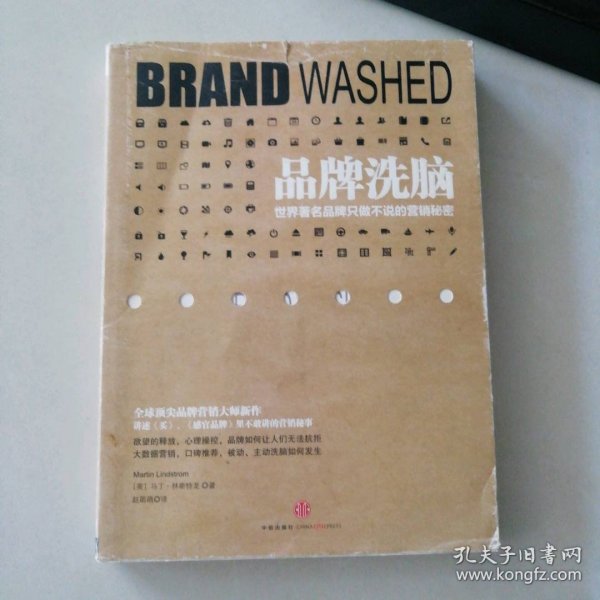 BRAND WASHED
品牌洗脑
世界著名品牌只做不说的营销秘密
全球顶尖品牌营销大师新作
讲述《买》、《感官品牌》里不敢讲的营销秘事
欲望的释放，心理操控，品牌如何让人们无法抗拒
大数据营销，口碑推荐，被动、主动洗脑如何发生
Martin Lindstrom
[美] 马丁·林斯特龙 ◎著
赵萌萌◎译
中信出版社·CHINACITICPRESS
孔夫子旧书网
www.kongfz.com